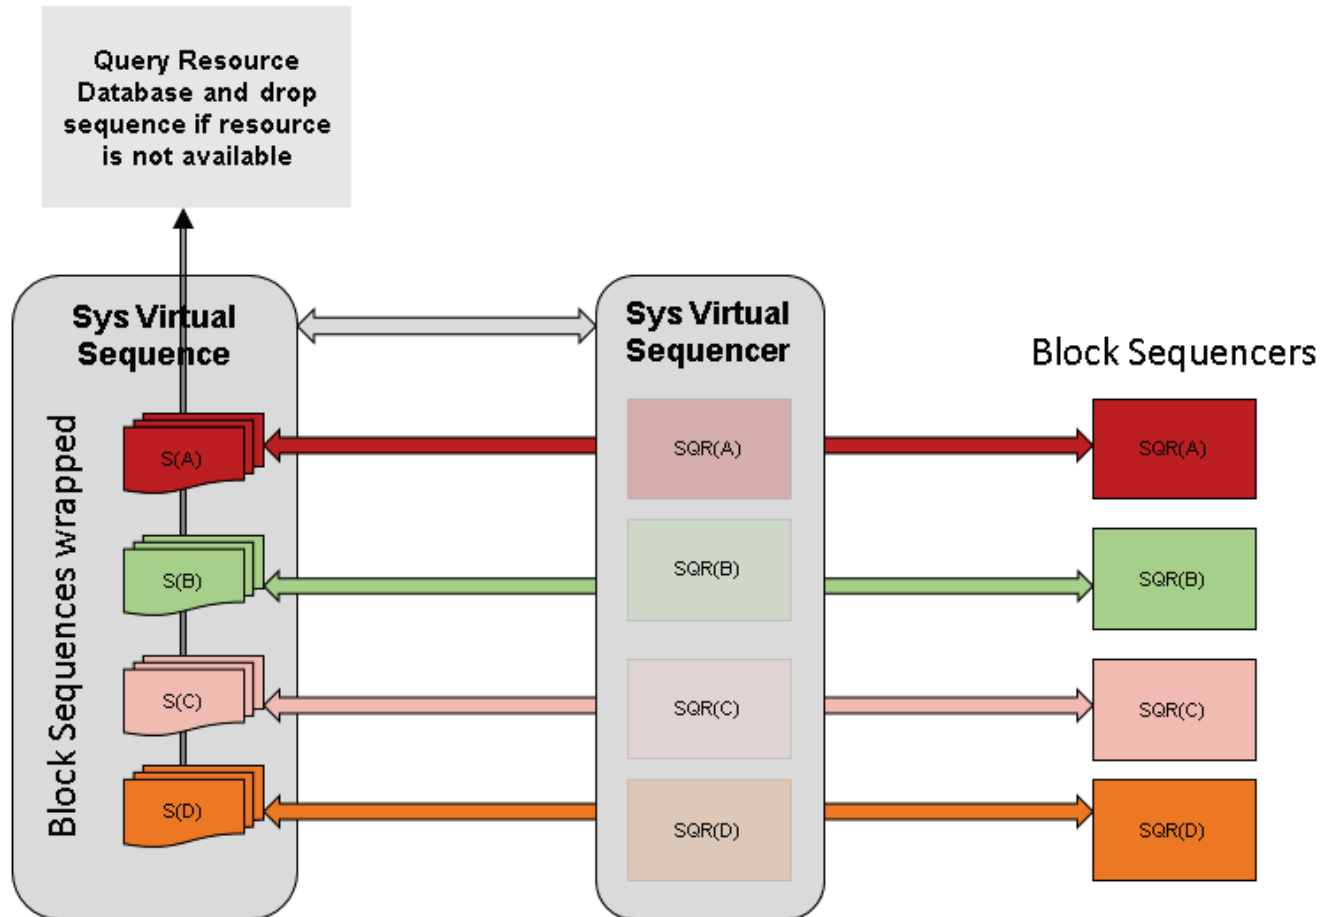 Query Resource
Database and drop
sequence if resource
is not available
Sys Virtual
Sequence
Sys Virtual
Sequencer
Block Sequencers
Block Sequences wrapped
S(A)
SQR(A)
SQR(A)
S(B)
SQR(B)
SQR(B)
S(C)
SQR(C)
SQR(C)
S(D)
SQR(D)
SQR(D)